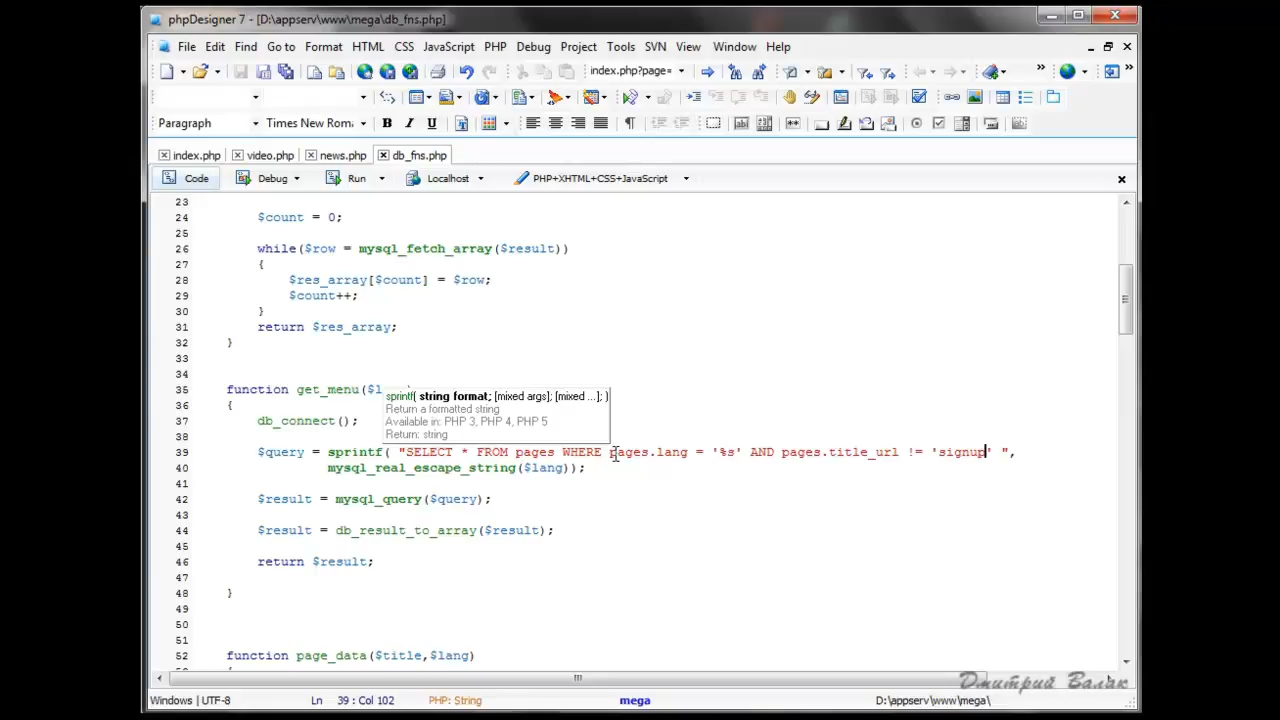 phpDesigner 7 - [D:\appserv\www\mega\db_fns.php]
File Edit Find Go to Format HTML CSS JavaScript PHP Debug Project Tools SVN View Window Help
index.php?page=
Paragraph Times New Roma B I U
index.php video.php news.php db_fns.php
Code Debug Run Localhost PHP+XHTML+CSS+JavaScript
23
24 $count = 0;
25
26 while($row = mysql_fetch_array($result))
27 {
28 $res_array[$count] = $row;
29 $count++;
30 }
31 return $res_array;
32 }
33
34
35 function get_menu($l
sprintf( string format; [mixed args]; [mixed ...]; )
36 {
Return a formatted string
37 db_connect();
Available in: PHP 3, PHP 4, PHP 5
38
Return: string
39 $query = sprintf( "SELECT * FROM pages WHERE pages.lang = '%s' AND pages.title_url != 'signup' ",
40 mysql_real_escape_string($lang));
41
42 $result = mysql_query($query);
43
44 $result = db_result_to_array($result);
45
46 return $result;
47
48 }
49
50
51
52 function page_data($title,$lang)
Дмитрий Валак
Windows | UTF-8 Ln 39 : Col 102 PHP: String mega D:\appserv\www\mega\